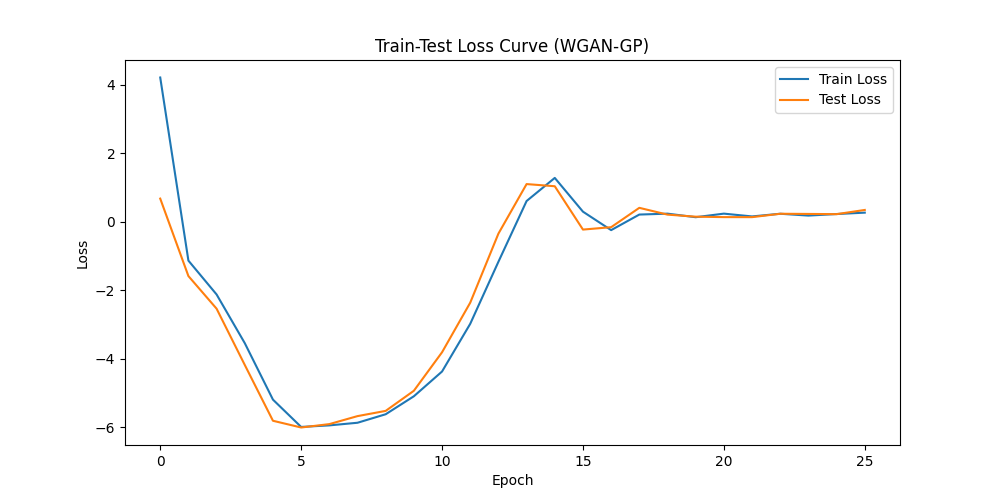 Train-Test Loss Curve (WGAN-GP)
Train Loss
Test Loss
4
2
0
−2
−4
−6
Loss
0 5 10 15 20 25
Epoch